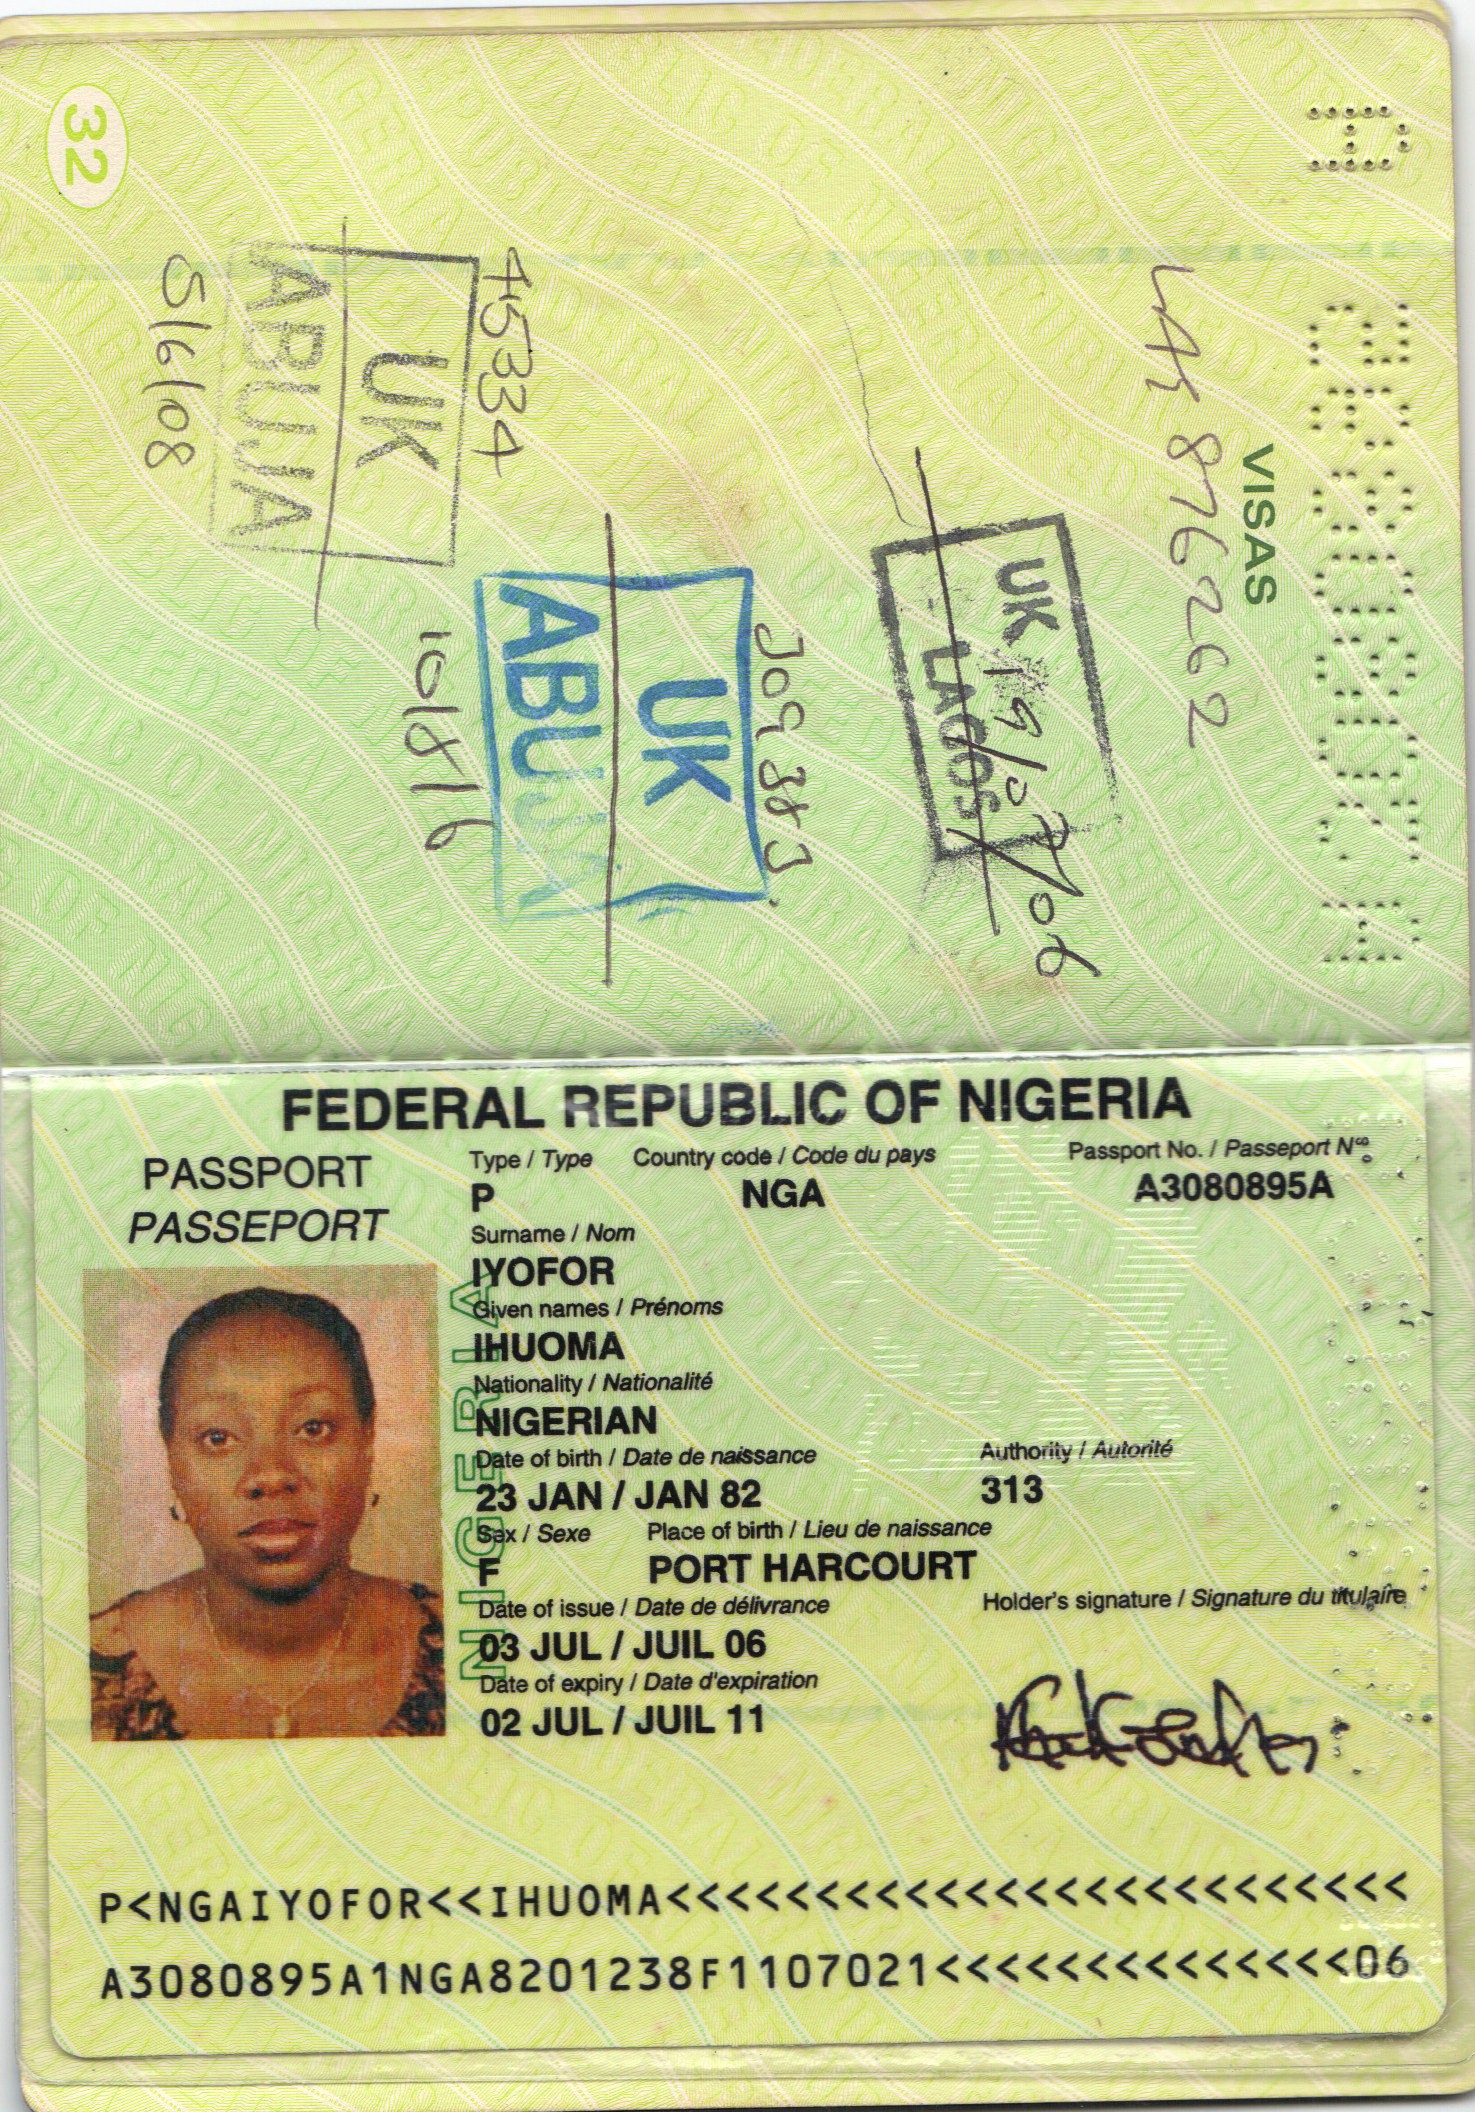 32
VISAS
LAS 876262
UK
LAGOS
19/07/06
J09383
UK
ABUJA
10/8/16
45334
UK
ABUJA
5/6/08
FEDERAL REPUBLIC OF NIGERIA
PASSPORT
PASSEPORT
Type / Type Country code / Code du pays Passport No. / Passeport N°
P NGA A3080895A
Surname / Nom
IYOFOR
Given names / Prénoms
IHUOMA
Nationality / Nationalité
NIGERIAN
Date of birth / Date de naissance Authority / Autorité
23 JAN / JAN 82 313
Sex / Sexe Place of birth / Lieu de naissance
F PORT HARCOURT
Date of issue / Date de délivrance Holder's signature / Signature du titulaire
03 JUL / JUIL 06
Date of expiry / Date d'expiration
02 JUL / JUIL 11
NIGERIA
P<NGAIYOFOR<<IHUOMA<<<<<<<<<<<<<<<<<<<<<<<<<
A3080895A1NGA8201238F1107021<<<<<<<<<<<<<<06